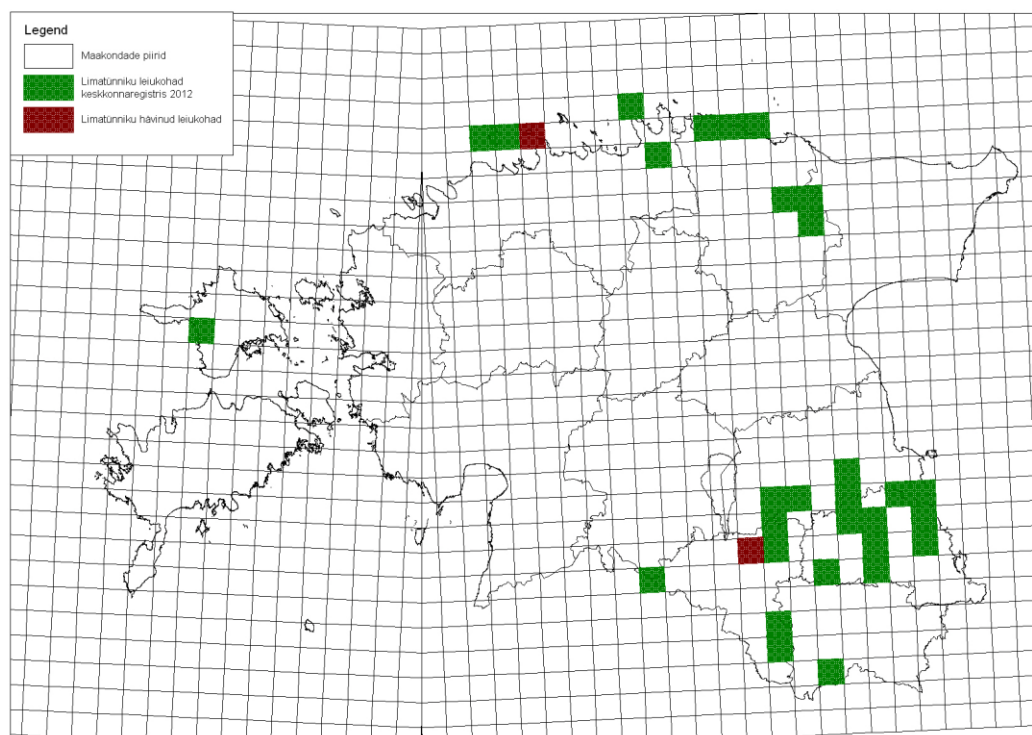 Legend
Maakondade piirid
Limatünniku leiukohad
keskkonnaregistris 2012
Limatünniku hävinud leiukohad